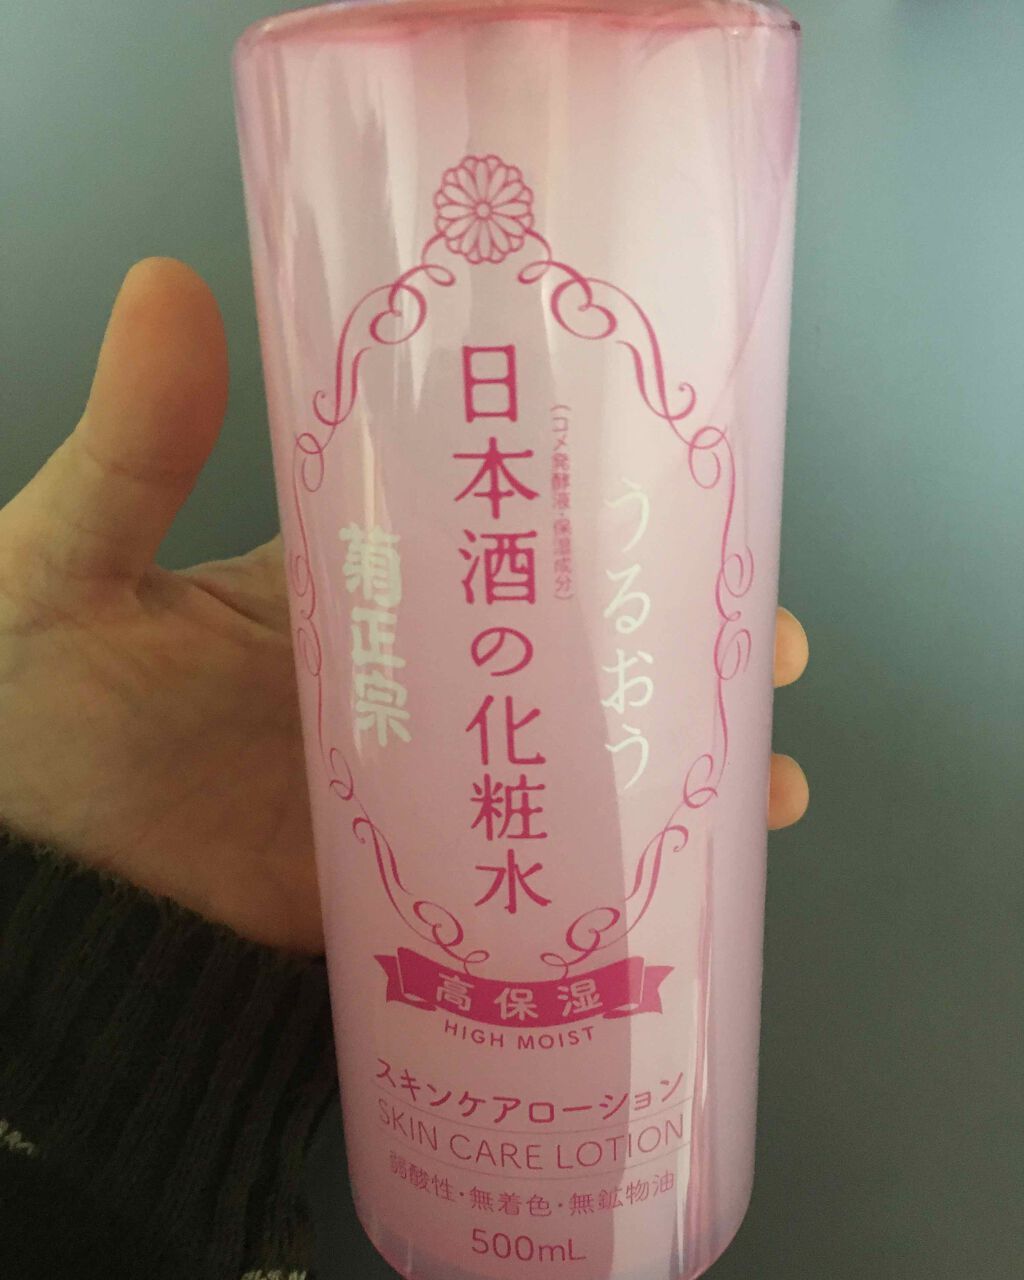 うるおう
(コメ発酵液・保湿成分)
日本酒の化粧水
菊正宗
高保湿
HIGH MOIST
スキンケアローション
SKIN CARE LOTION
弱酸性・無着色・無鉱物油
500mL